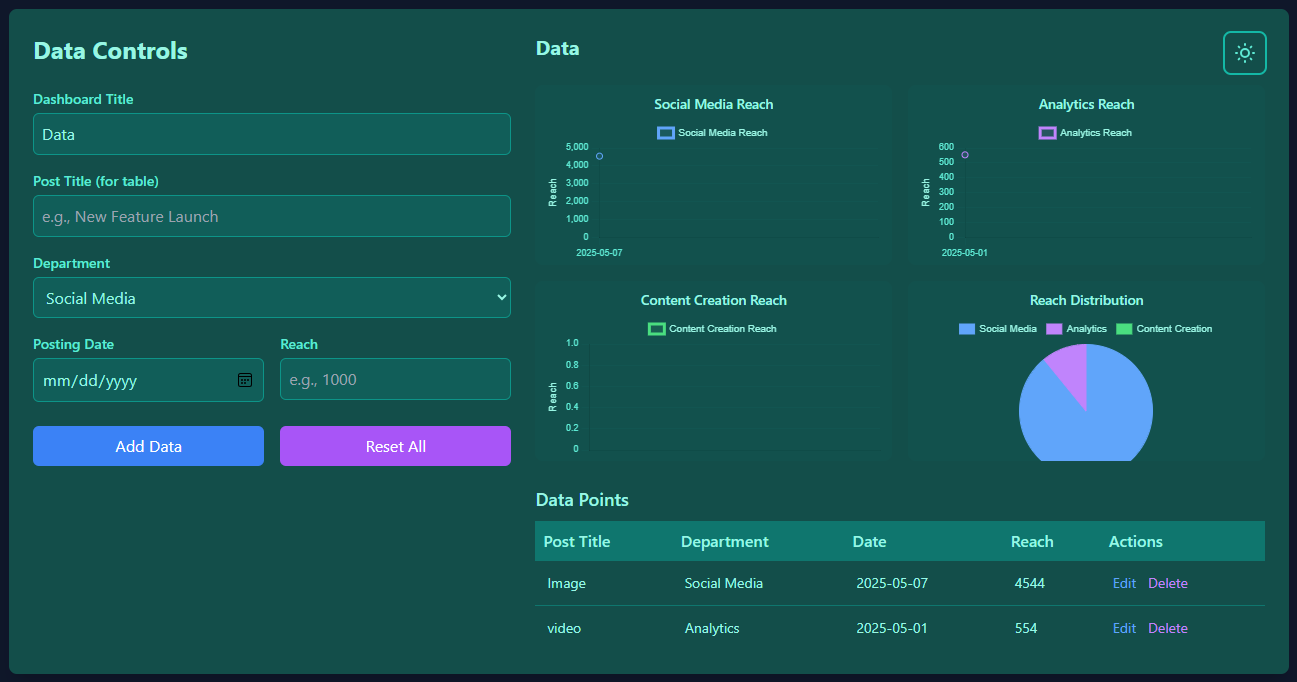 Data Controls
Dashboard Title
Data
Post Title (for table)
e.g., New Feature Launch
Department
Social Media
Posting Date Reach
mm/dd/yyyy e.g., 1000
Add Data Reset All
Data
Social Media Reach
Social Media Reach
5,000
4,000
3,000
2,000
1,000
0
Reach
2025-05-07
Analytics Reach
Analytics Reach
600
500
400
300
200
100
0
Reach
2025-05-01
Content Creation Reach
Content Creation Reach
1.0
0.8
0.6
0.4
0.2
0
Reach
Reach Distribution
Social Media Analytics Content Creation
Data Points
Post Title Department Date Reach Actions
Image Social Media 2025-05-07 4544 Edit Delete
video Analytics 2025-05-01 554 Edit Delete